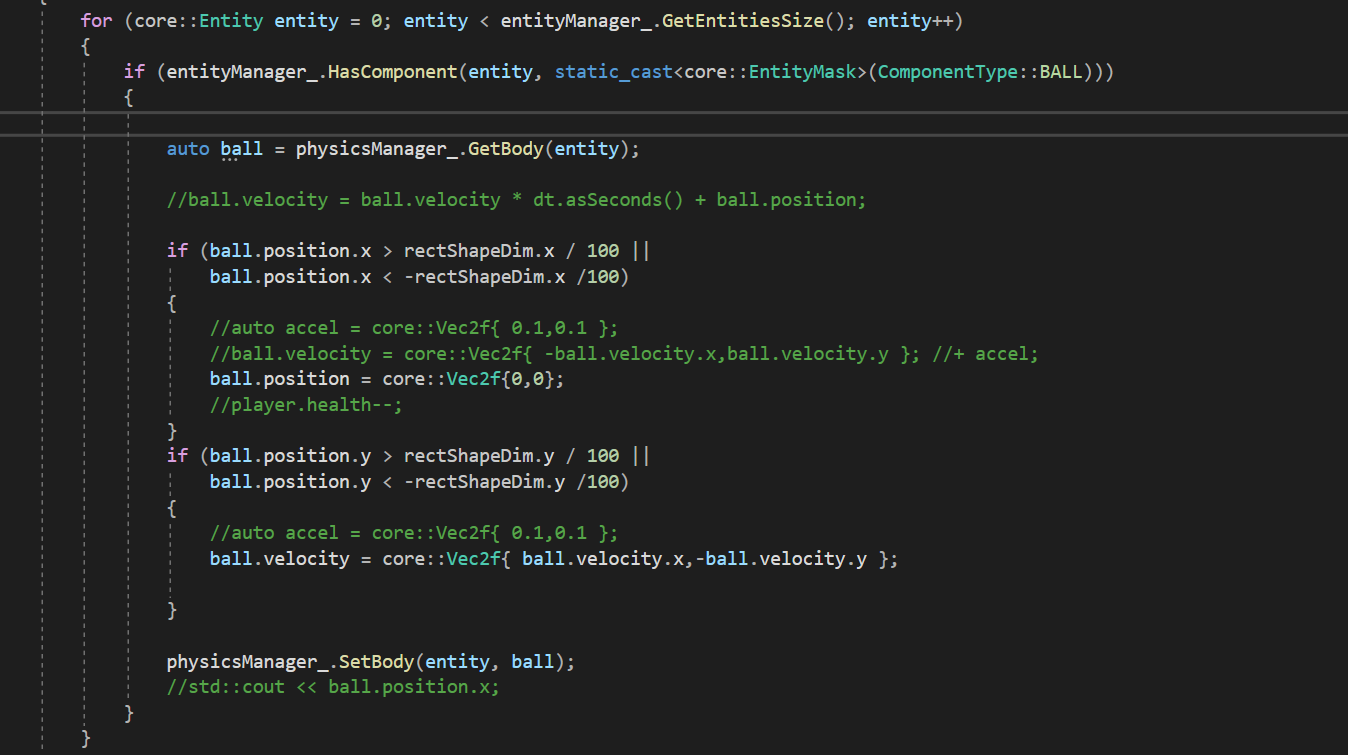 for (core::Entity entity = 0; entity < entityManager_.GetEntitiesSize(); entity++)
{
if (entityManager_.HasComponent(entity, static_cast<core::EntityMask>(ComponentType::BALL)))
{
auto ball = physicsManager_.GetBody(entity);
//ball.velocity = ball.velocity * dt.asSeconds() + ball.position;
if (ball.position.x > rectShapeDim.x / 100 ||
ball.position.x < -rectShapeDim.x /100)
{
//auto accel = core::Vec2f{ 0.1,0.1 };
//ball.velocity = core::Vec2f{ -ball.velocity.x,ball.velocity.y }; //+ accel;
ball.position = core::Vec2f{0,0};
//player.health--;
}
if (ball.position.y > rectShapeDim.y / 100 ||
ball.position.y < -rectShapeDim.y /100)
{
//auto accel = core::Vec2f{ 0.1,0.1 };
ball.velocity = core::Vec2f{ ball.velocity.x,-ball.velocity.y };
}
physicsManager_.SetBody(entity, ball);
//std::cout << ball.position.x;
}
}